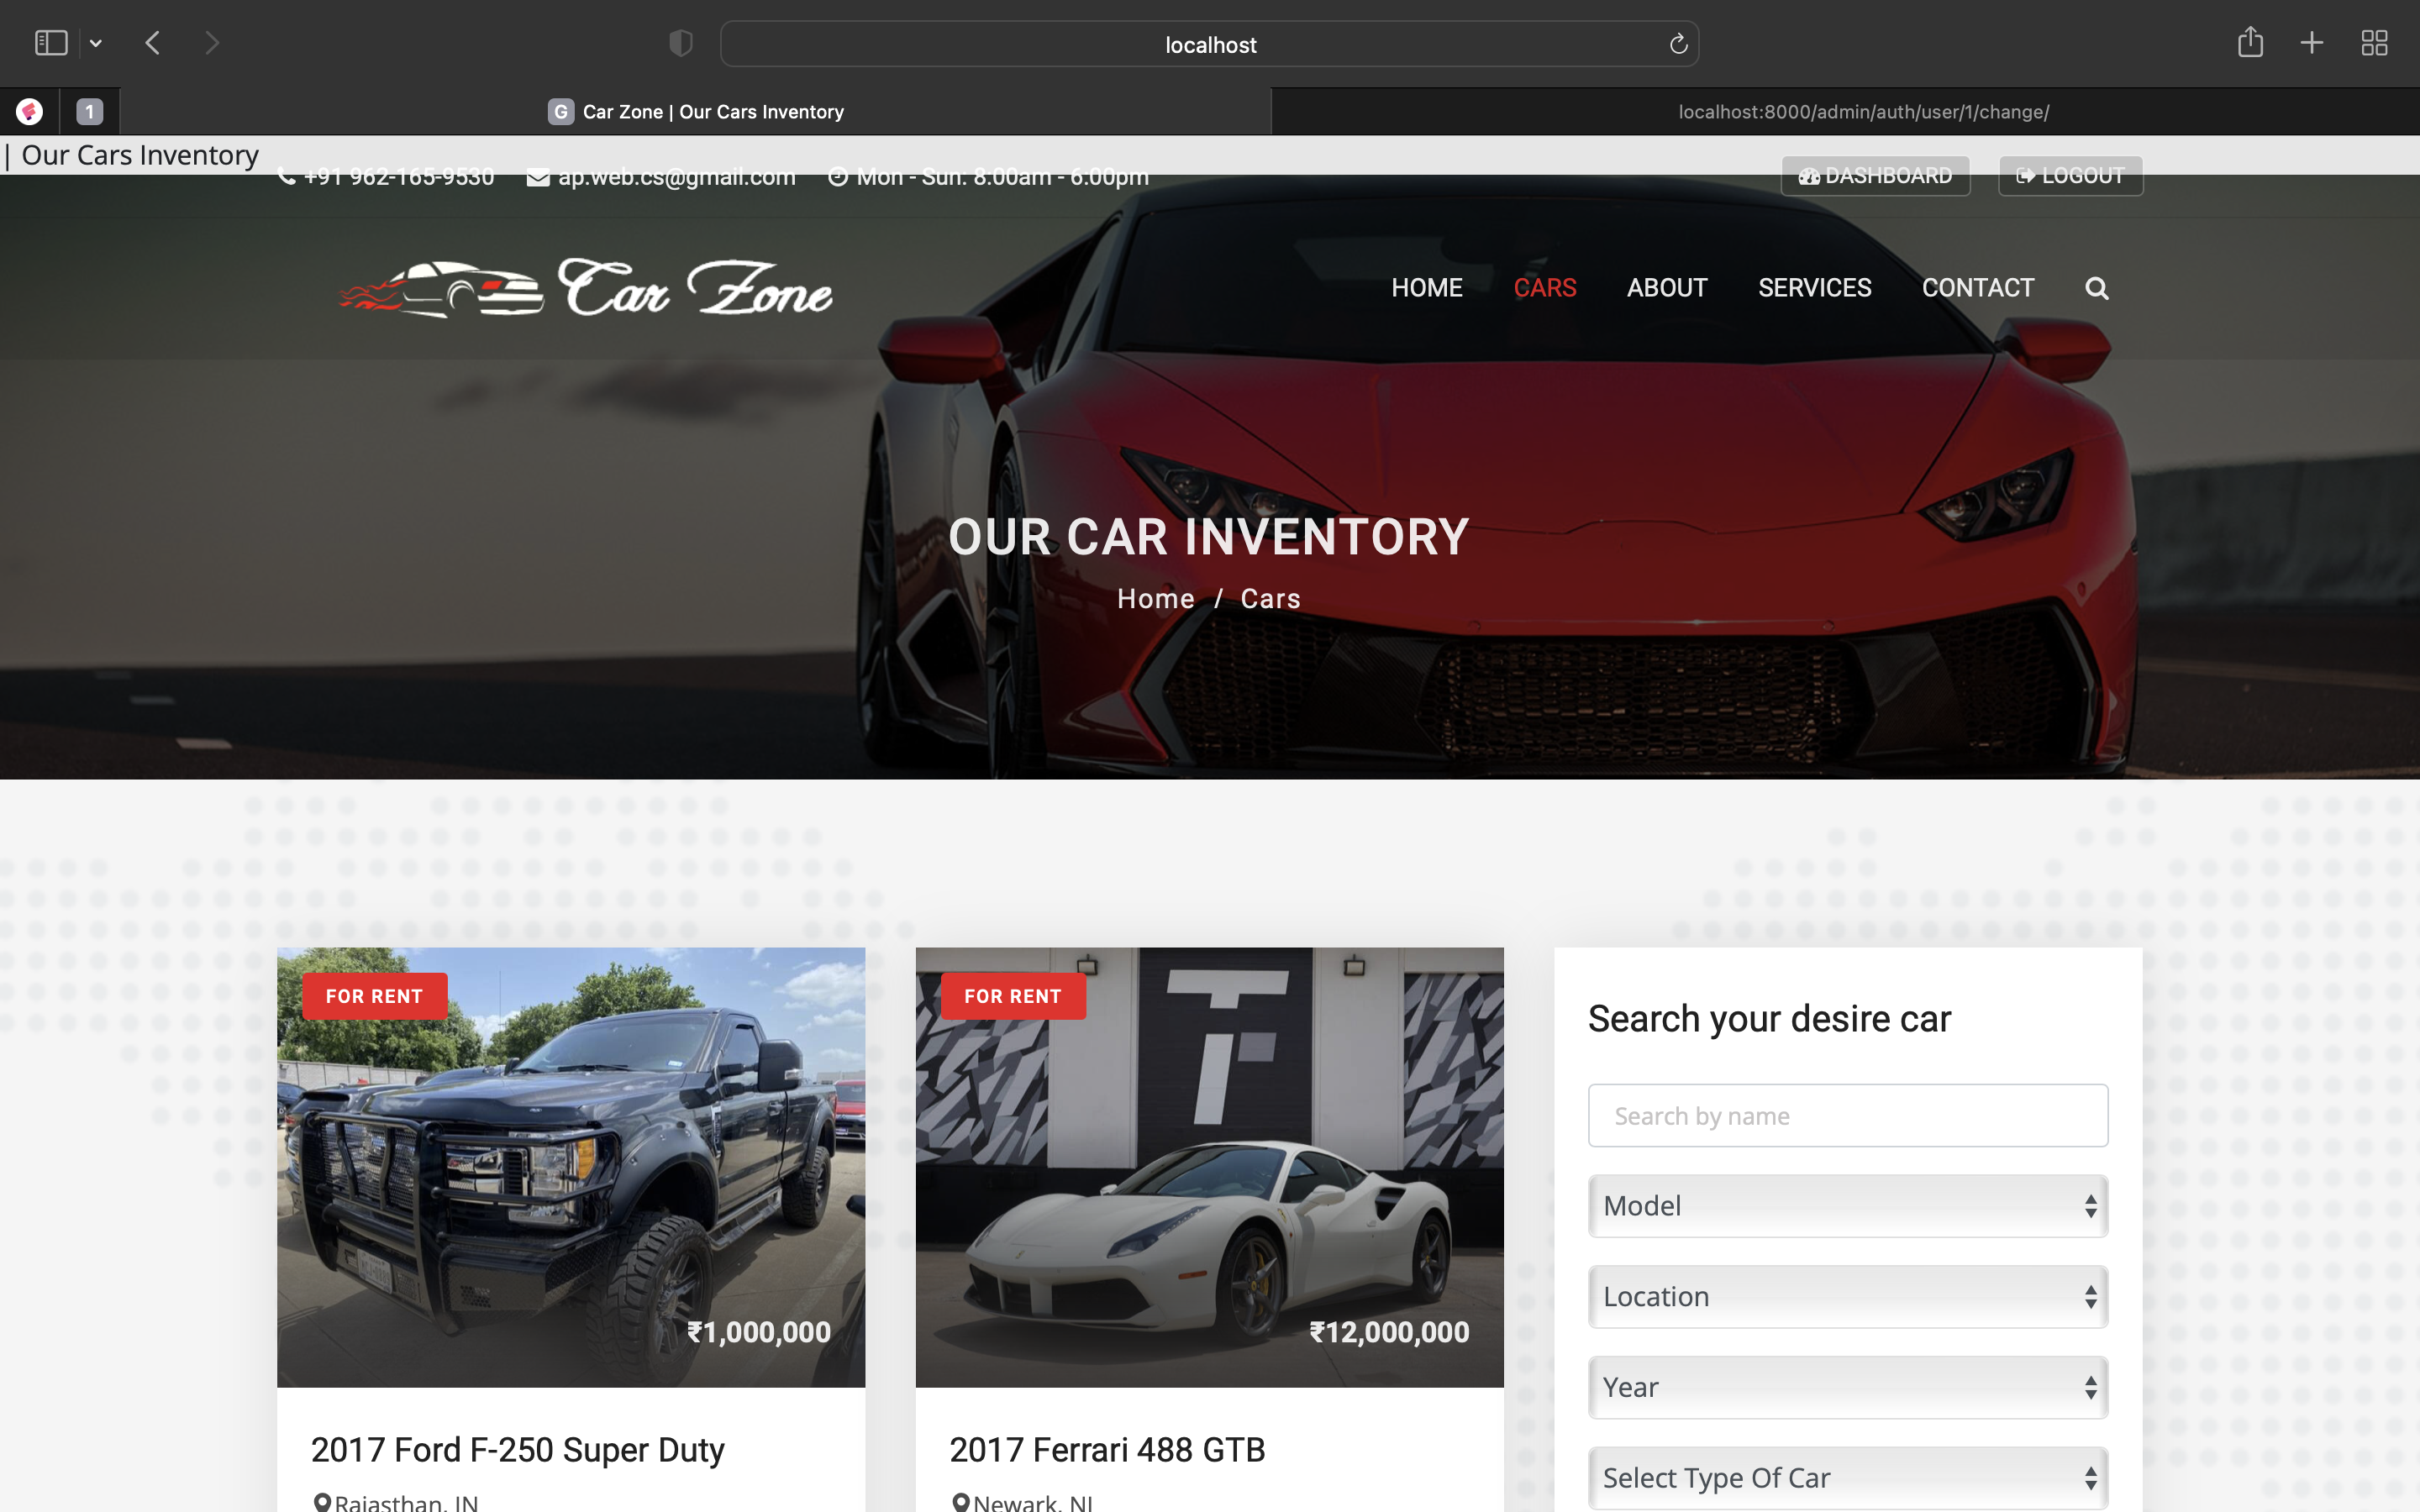 localhost
1
G Car Zone | Our Cars Inventory
localhost:8000/admin/auth/user/1/change/
| Our Cars Inventory
+91 962-165-9530 ap.web.cs@gmail.com Mon - Sun: 8:00am - 6:00pm DASHBOARD LOGOUT
Car Zone
HOME CARS ABOUT SERVICES CONTACT
OUR CAR INVENTORY
Home / Cars
FOR RENT
₹1,000,000
2017 Ford F-250 Super Duty
Rajasthan, IN
FOR RENT
₹12,000,000
2017 Ferrari 488 GTB
Newark, NJ
Search your desire car
Search by name
Model
Location
Year
Select Type Of Car